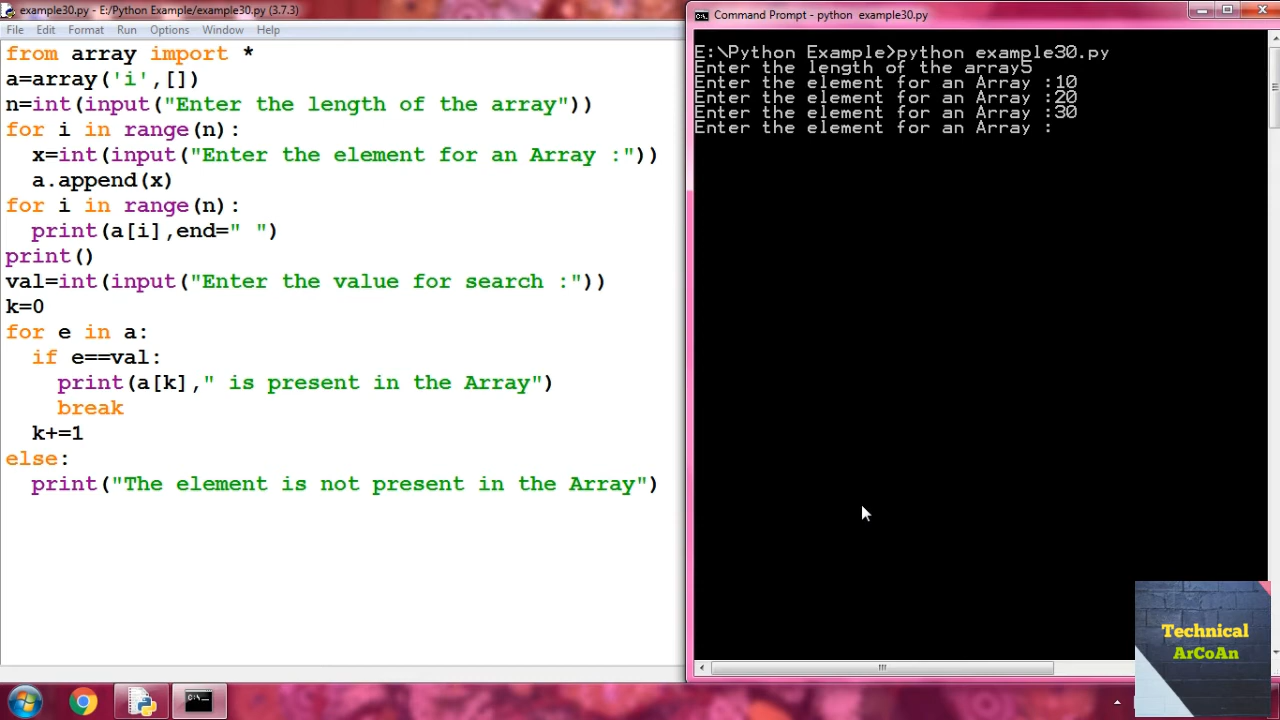 example30.py - E:/Python Example/example30.py (3.7.3)
File Edit Format Run Options Window Help
from array import *
a=array('i',[])
n=int(input("Enter the length of the array"))
for i in range(n):
  x=int(input("Enter the element for an Array :"))
  a.append(x)
for i in range(n):
  print(a[i],end=" ")
print()
val=int(input("Enter the value for search :"))
k=0
for e in a:
  if e==val:
    print(a[k]," is present in the Array")
    break
  k+=1
else:
  print("The element is not present in the Array")
Command Prompt - python  example30.py
E:\Python Example>python example30.py
Enter the length of the array5
Enter the element for an Array :10
Enter the element for an Array :20
Enter the element for an Array :30
Enter the element for an Array :
Technical
ArCoAn